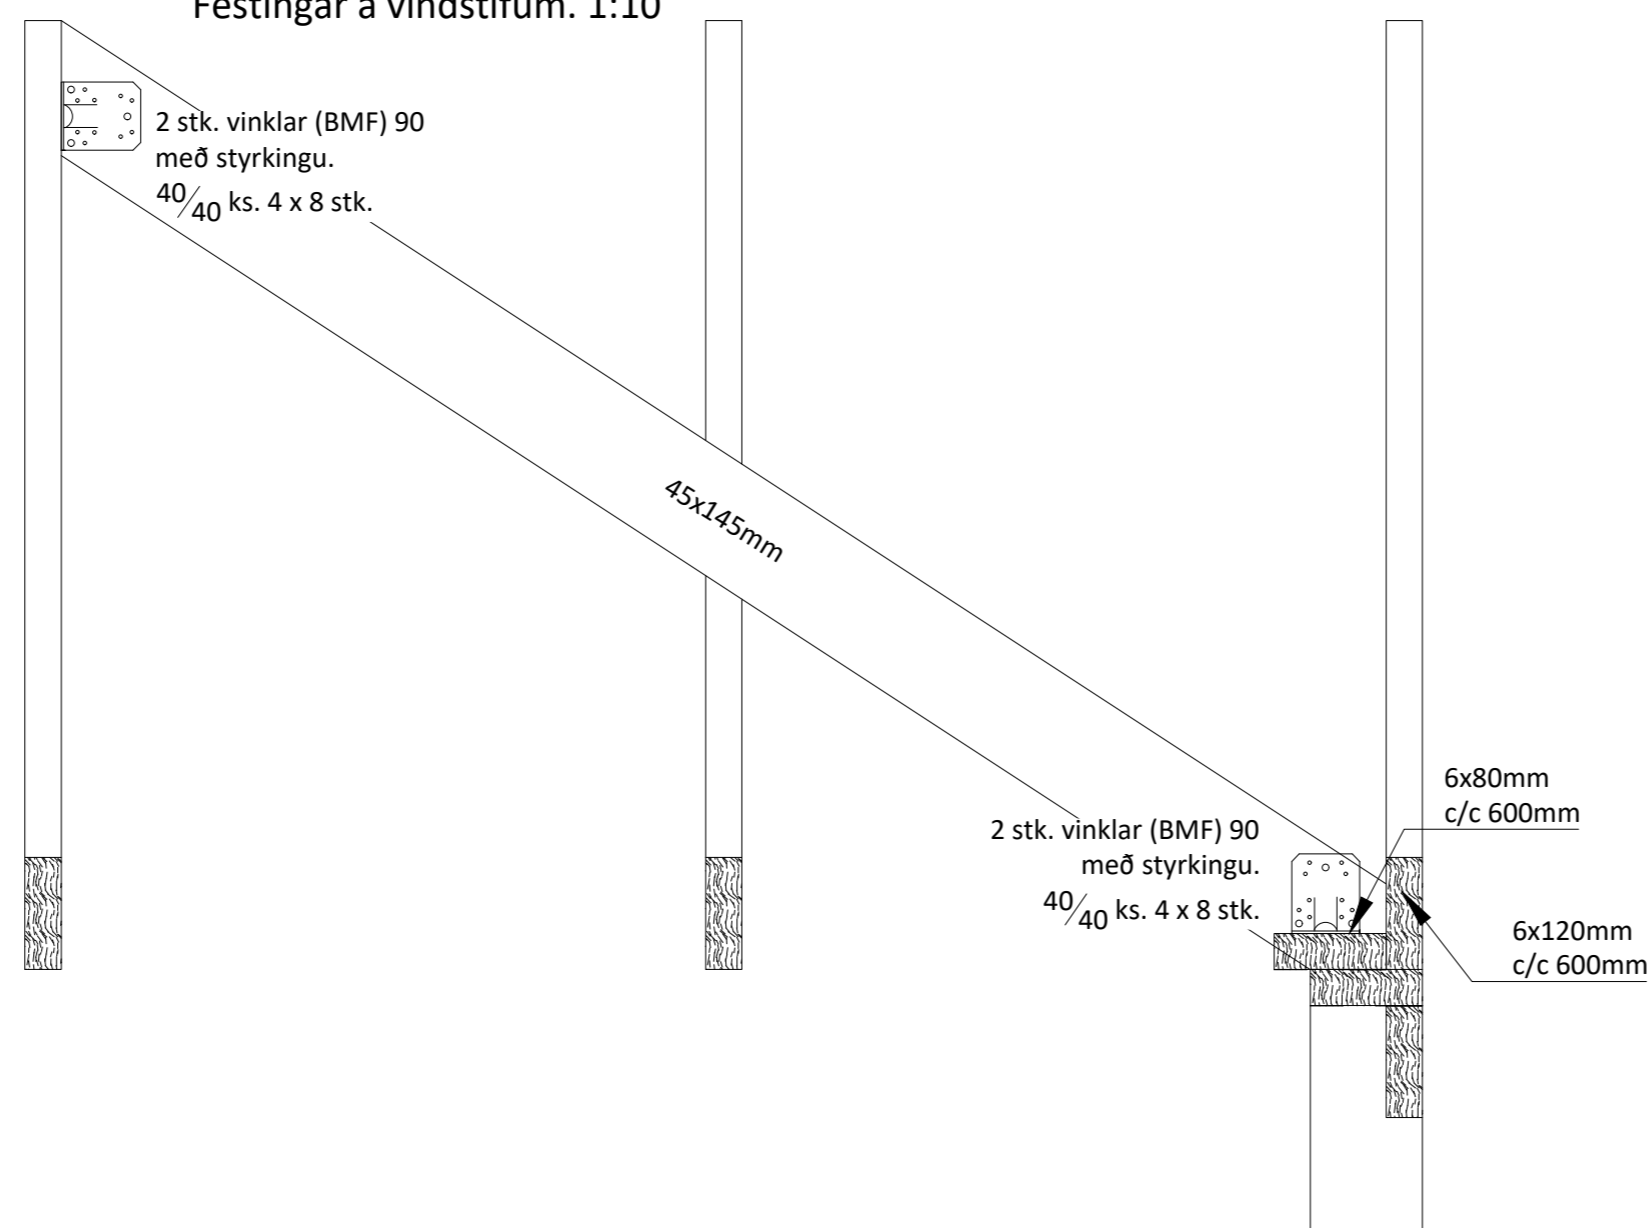 Festingar á vindstífum. 1:10
2 stk. vinklar (BMF) 90
með styrkingu.
40/40 ks. 4 x 8 stk.
45x145mm
6x80mm
c/c 600mm
2 stk. vinklar (BMF) 90
með styrkingu.
40/40 ks. 4 x 8 stk.
6x120mm
c/c 600mm